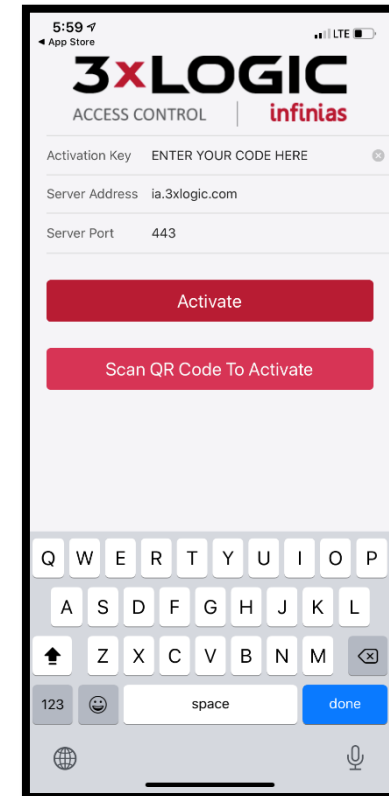 5:59
LTE
◀ App Store
3xLOGIC
ACCESS CONTROL | infinias
Activation Key ENTER YOUR CODE HERE
Server Address ia.3xlogic.com
Server Port 443
Activate
Scan QR Code To Activate
Q W E R T Y U I O P
A S D F G H J K L
Z X C V B N M
123 space done